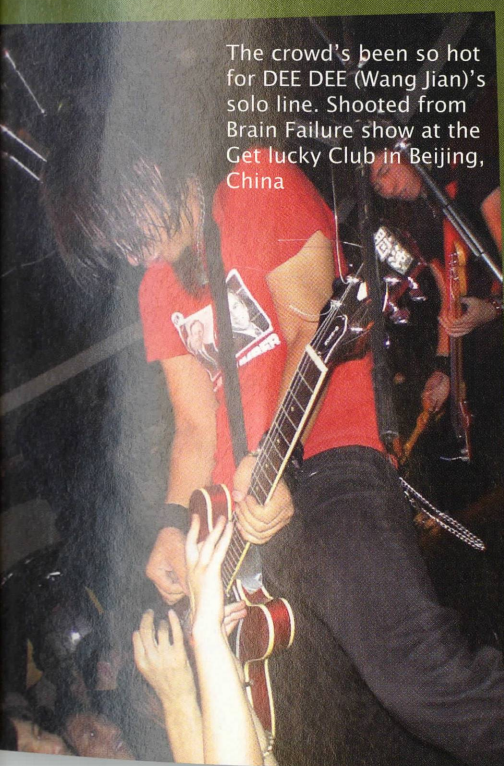 The crowd's been so hot
for DEE DEE (Wang Jian)'s
solo line. Shooted from
Brain Failure show at the
Get lucky Club in Beijing,
China